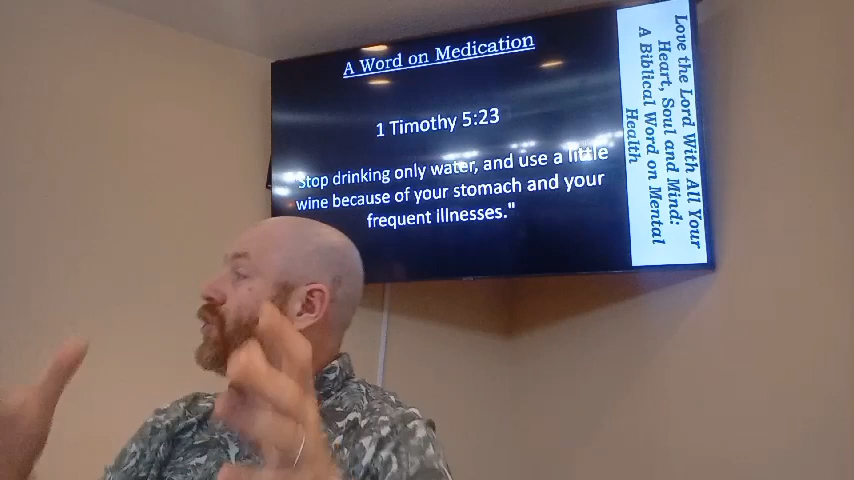 A Word on Medication
1 Timothy 5:23
"Stop drinking only water, and use a little
wine because of your stomach and your
frequent illnesses."
Love the Lord With All Your
Heart, Soul and Mind:
A Biblical Word on Mental
Health